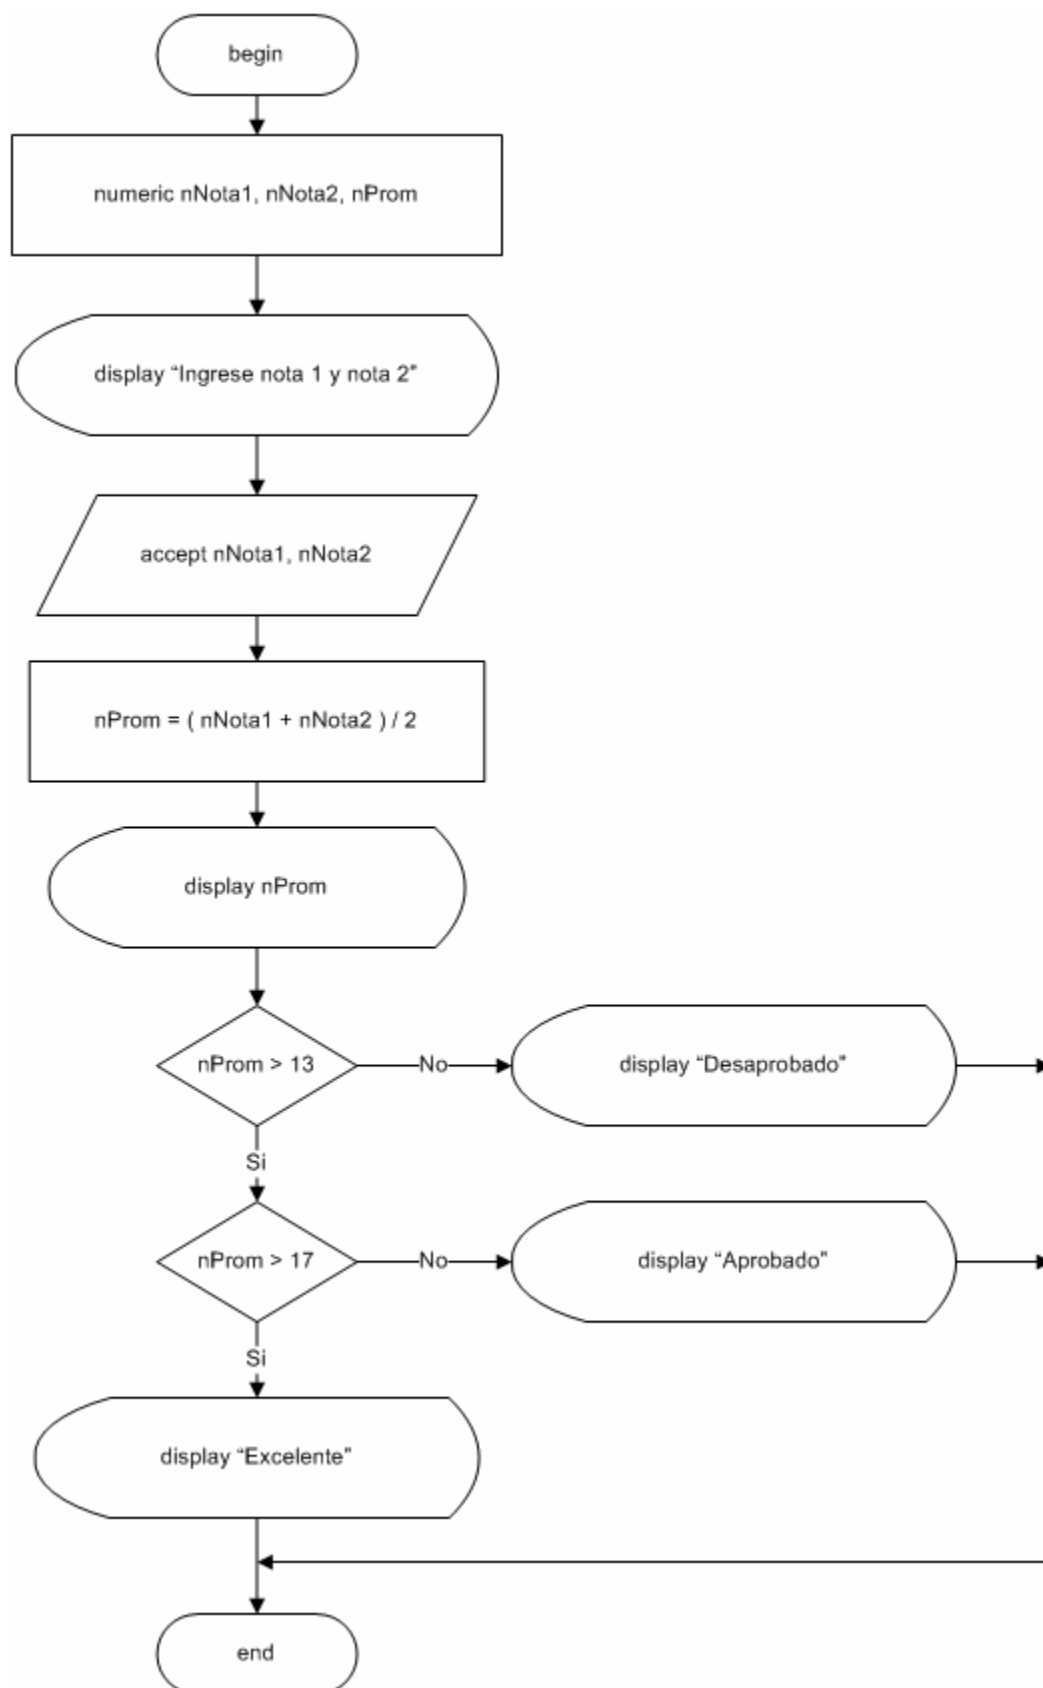 begin
numeric nNota1, nNota2, nProm
display “Ingrese nota 1 y nota 2”
accept nNota1, nNota2
nProm = ( nNota1 + nNota2 ) / 2
display nProm
nProm > 13
No
display “Desaprobado”
Si
nProm > 17
No
display “Aprobado”
Si
display “Excelente”
end